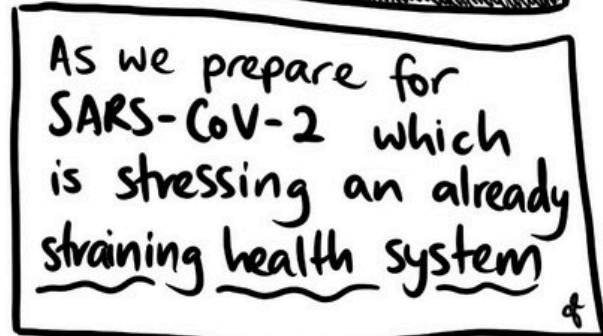 As we prepare for
SARS-CoV-2 which
is stressing an already
straining health system